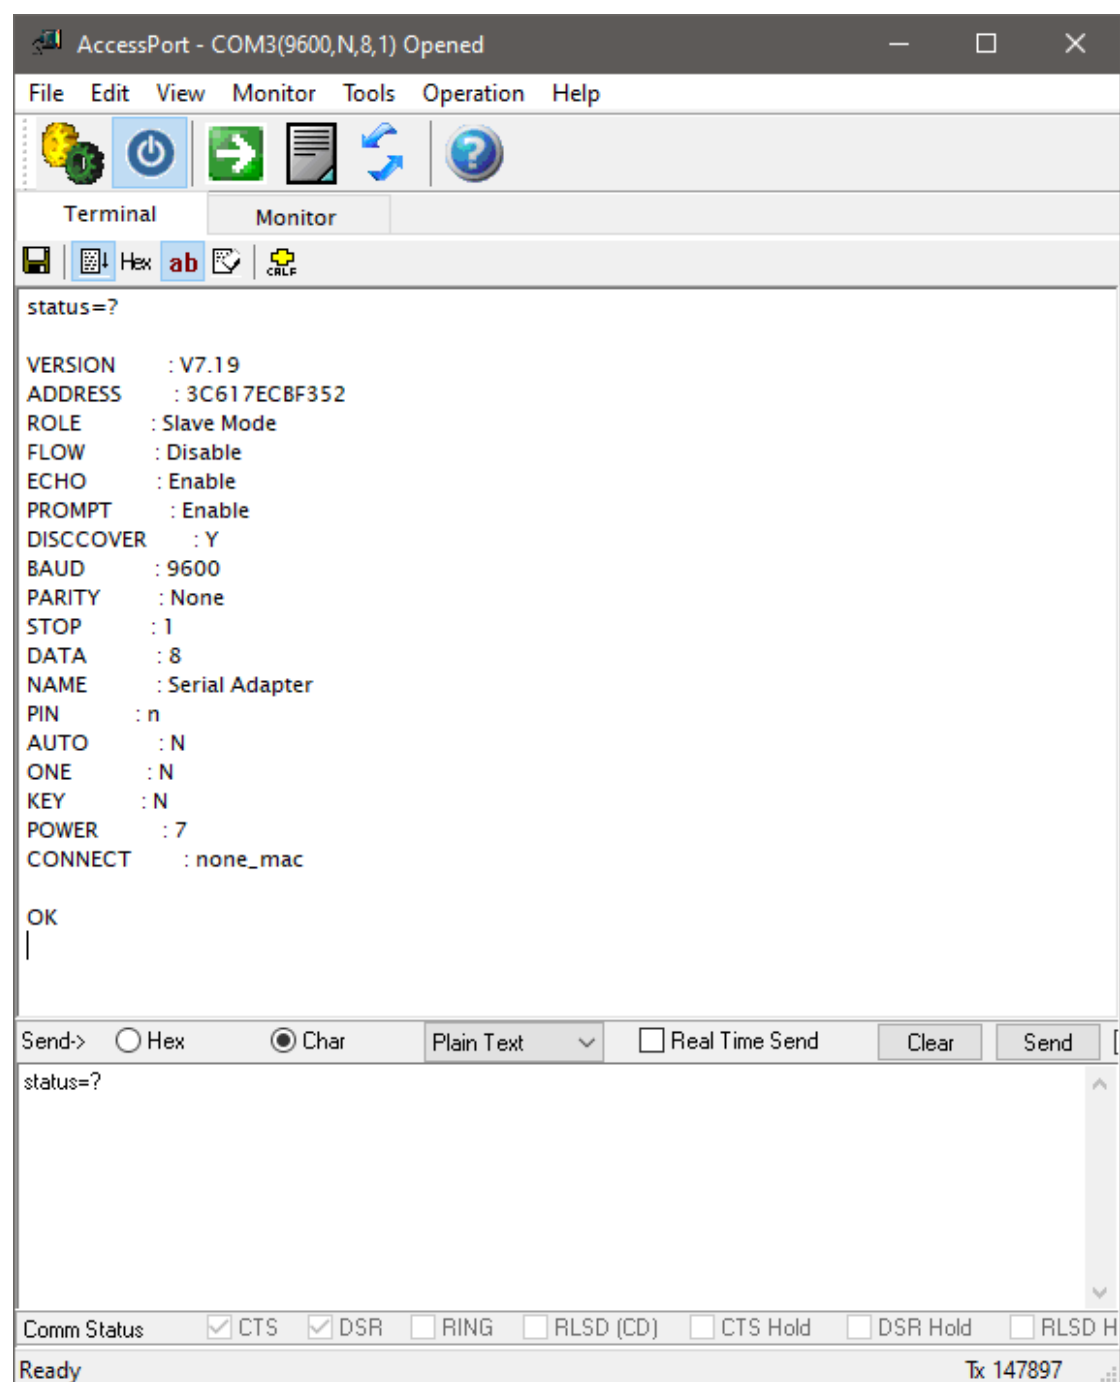 AccessPort - COM3(9600,N,8,1) Opened
File Edit View Monitor Tools Operation Help
Terminal Monitor
Hex ab CRLF
status=?
VERSION : V7.19
ADDRESS : 3C617ECBF352
ROLE : Slave Mode
FLOW : Disable
ECHO : Enable
PROMPT : Enable
DISCCOVER : Y
BAUD : 9600
PARITY : None
STOP : 1
DATA : 8
NAME : Serial Adapter
PIN : n
AUTO : N
ONE : N
KEY : N
POWER : 7
CONNECT : none_mac
OK
Send-> Hex Char Plain Text Real Time Send Clear Send [
status=?
Comm Status CTS DSR RING RLSD (CD) CTS Hold DSR Hold RLSD H
Ready Tx 147897